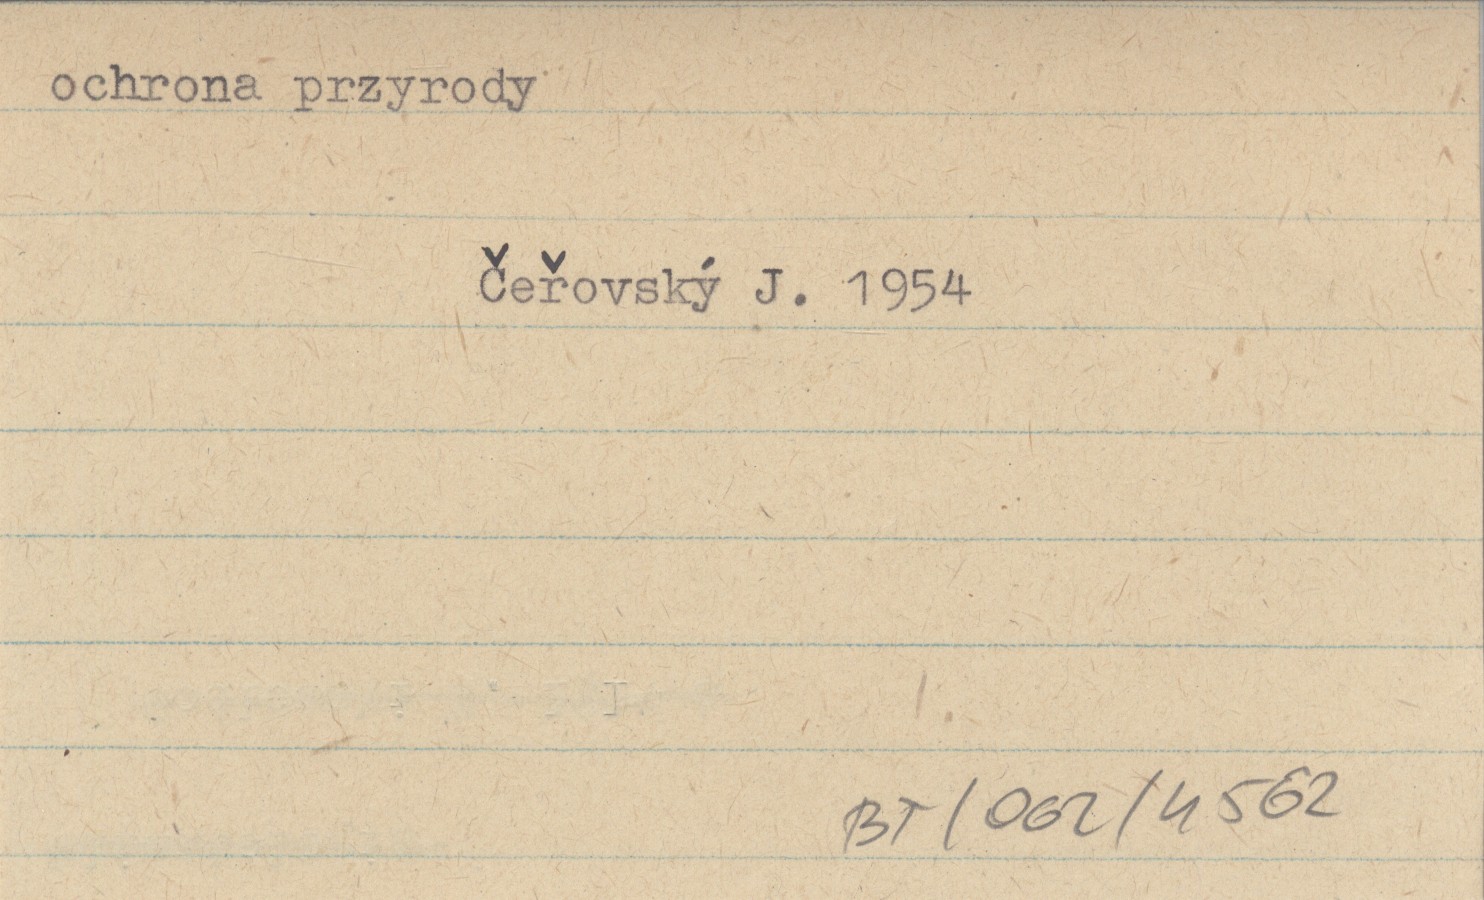 ochrona przyrody
Čeřovský J. 1954
BT/062/4562